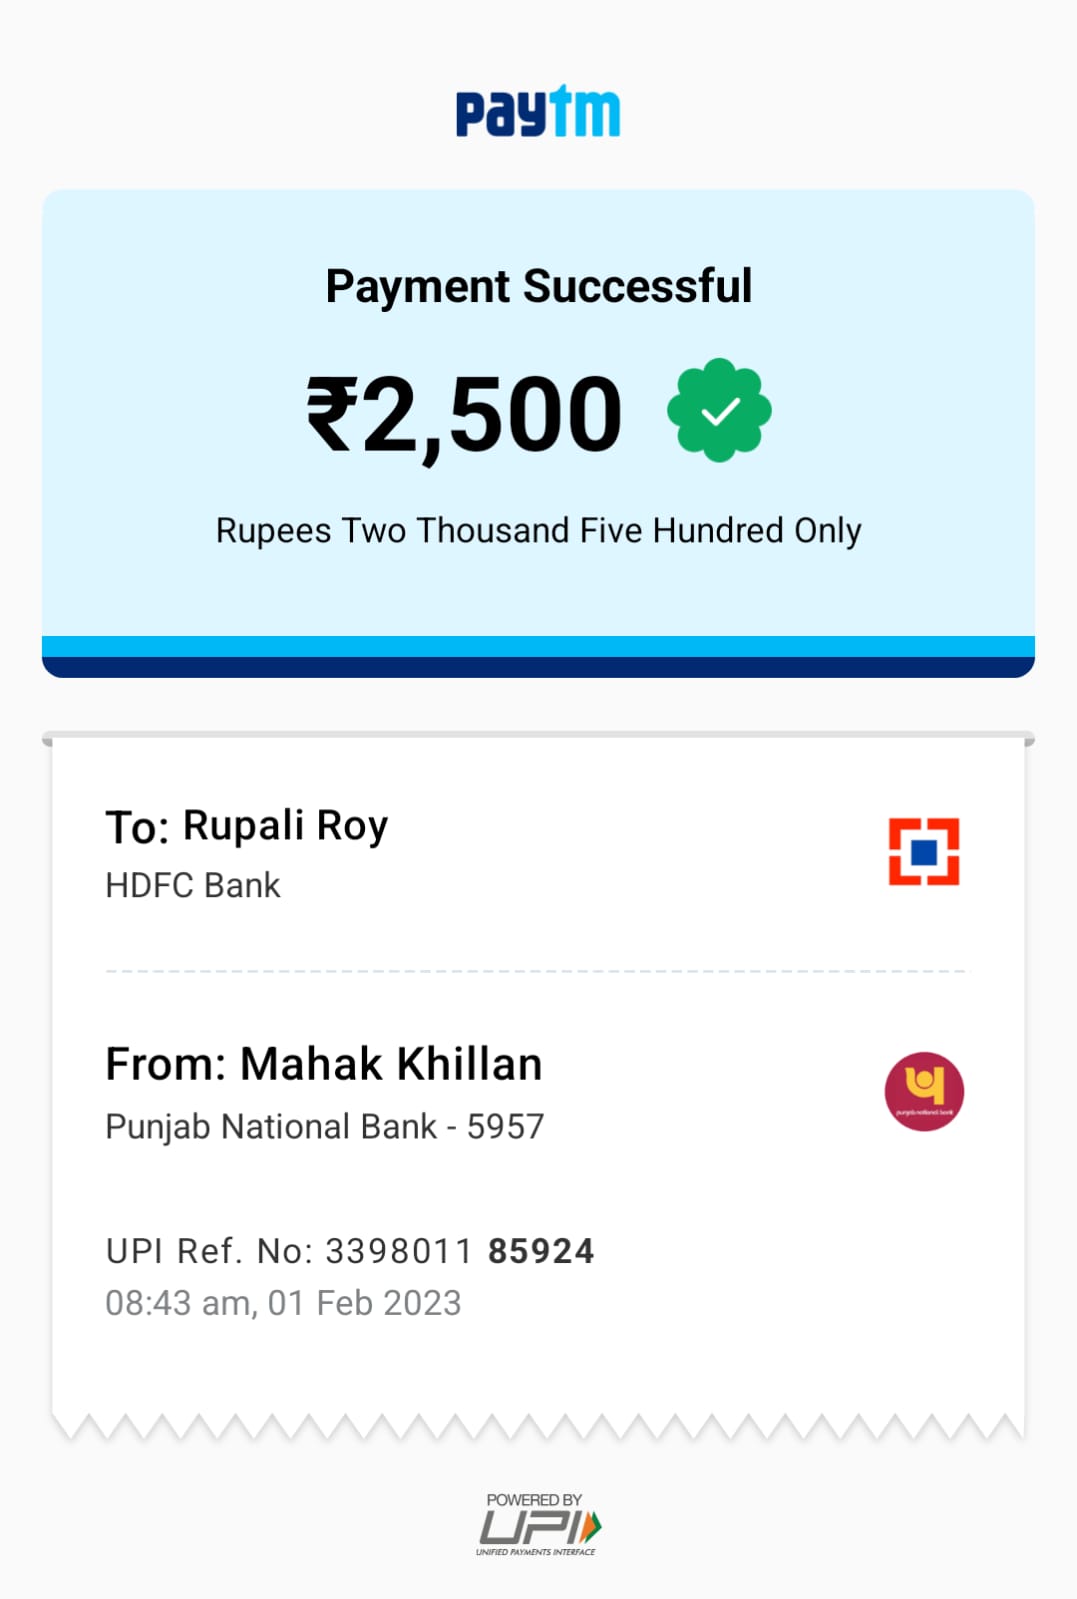 paytm
Payment Successful
₹2,500
Rupees Two Thousand Five Hundred Only
To: Rupali Roy
HDFC Bank
From: Mahak Khillan
Punjab National Bank - 5957
punjab national bank
UPI Ref. No: 3398011 85924
08:43 am, 01 Feb 2023
POWERED BY
UPI
UNIFIED PAYMENTS INTERFACE